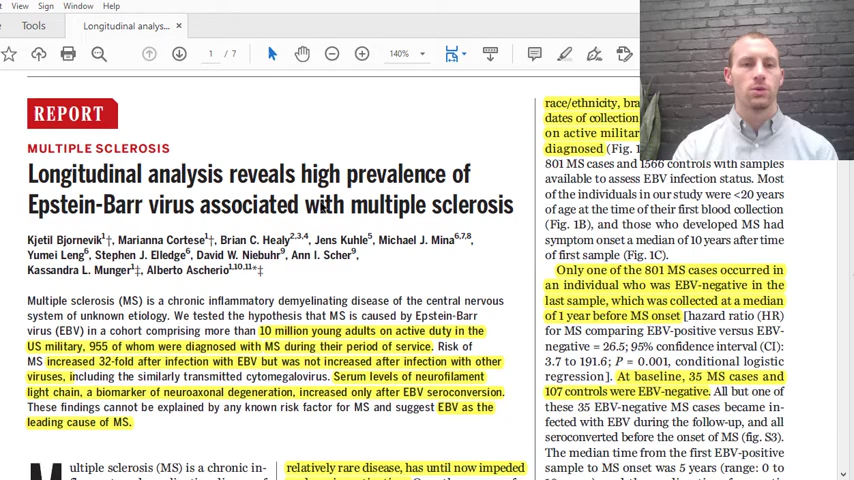 View Sign Window Help
Tools
Longitudinal analys... ×
1 / 7
140%
REPORT
MULTIPLE SCLEROSIS
Longitudinal analysis reveals high prevalence of
Epstein-Barr virus associated with multiple sclerosis
Kjetil Bjornevik1†, Marianna Cortese1†, Brian C. Healy2,3,4, Jens Kuhle5, Michael J. Mina6,7,8,
Yumei Leng6, Stephen J. Elledge6, David W. Niebuhr9, Ann I. Scher9,
Kassandra L. Munger1‡, Alberto Ascherio1,10,11*‡
Multiple sclerosis (MS) is a chronic inflammatory demyelinating disease of the central nervous
system of unknown etiology. We tested the hypothesis that MS is caused by Epstein-Barr
virus (EBV) in a cohort comprising more than 10 million young adults on active duty in the
US military, 955 of whom were diagnosed with MS during their period of service. Risk of
MS increased 32-fold after infection with EBV but was not increased after infection with other
viruses, including the similarly transmitted cytomegalovirus. Serum levels of neurofilament
light chain, a biomarker of neuroaxonal degeneration, increased only after EBV seroconversion.
These findings cannot be explained by any known risk factor for MS and suggest EBV as the
leading cause of MS.
Multiple sclerosis (MS) is a chronic in-
relatively rare disease, has until now impeded
race/ethnicity, bra
dates of collection
on active militar
diagnosed (Fig. 1
801 MS cases and 1566 controls with samples
available to assess EBV infection status. Most
of the individuals in our study were <20 years
of age at the time of their first blood collection
(Fig. 1B), and those who developed MS had
symptom onset a median of 10 years after time
of first sample (Fig. 1C).
Only one of the 801 MS cases occurred in
an individual who was EBV-negative in the
last sample, which was collected at a median
of 1 year before MS onset [hazard ratio (HR)
for MS comparing EBV-positive versus EBV-
negative = 26.5; 95% confidence interval (CI):
3.7 to 191.6; P = 0.001, conditional logistic
regression]. At baseline, 35 MS cases and
107 controls were EBV-negative. All but one of
these 35 EBV-negative MS cases became in-
fected with EBV during the follow-up, and all
seroconverted before the onset of MS (fig. S3).
The median time from the first EBV-positive
sample to MS onset was 5 years (range: 0 to